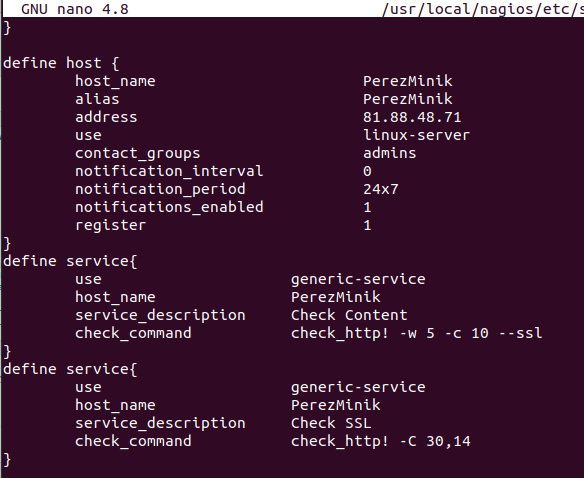 GNU nano 4.8 /usr/local/nagios/etc/s
}
define host {
host_name PerezMinik
alias PerezMinik
address 81.88.48.71
use linux-server
contact_groups admins
notification_interval 0
notification_period 24x7
notifications_enabled 1
register 1
}
define service{
use generic-service
host_name PerezMinik
service_description Check Content
check_command check_http! -w 5 -c 10 --ssl
}
define service{
use generic-service
host_name PerezMinik
service_description Check SSL
check_command check_http! -C 30,14
}